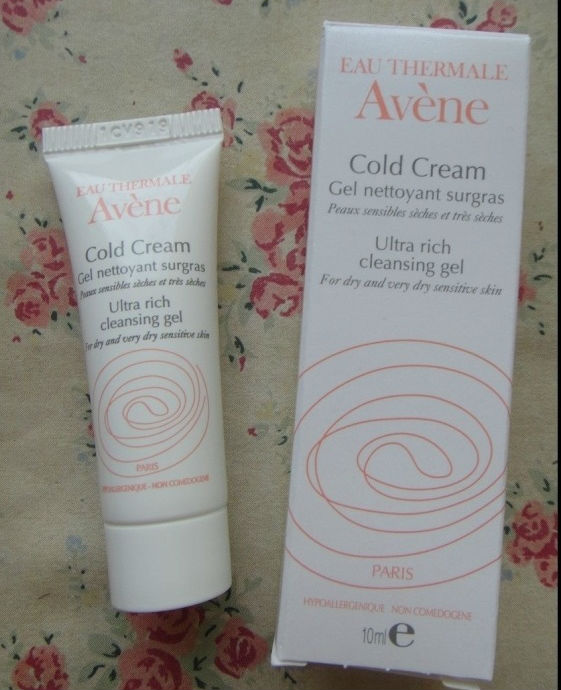 1CV319
EAU THERMALE
Avène
Cold Cream
Gel nettoyant surgras
Peaux sensibles sèches et très sèches
Ultra rich
cleansing gel
For dry and very dry sensitive skin
PARIS
HYPOALLERGENIQUE - NON COMEDOGENE
EAU THERMALE
Avène
Cold Cream
Gel nettoyant surgras
Peaux sensibles sèches et très sèches
Ultra rich
cleansing gel
For dry and very dry sensitive skin
PARIS
HYPOALLERGENIQUE NON COMEDOGENE
10ml e